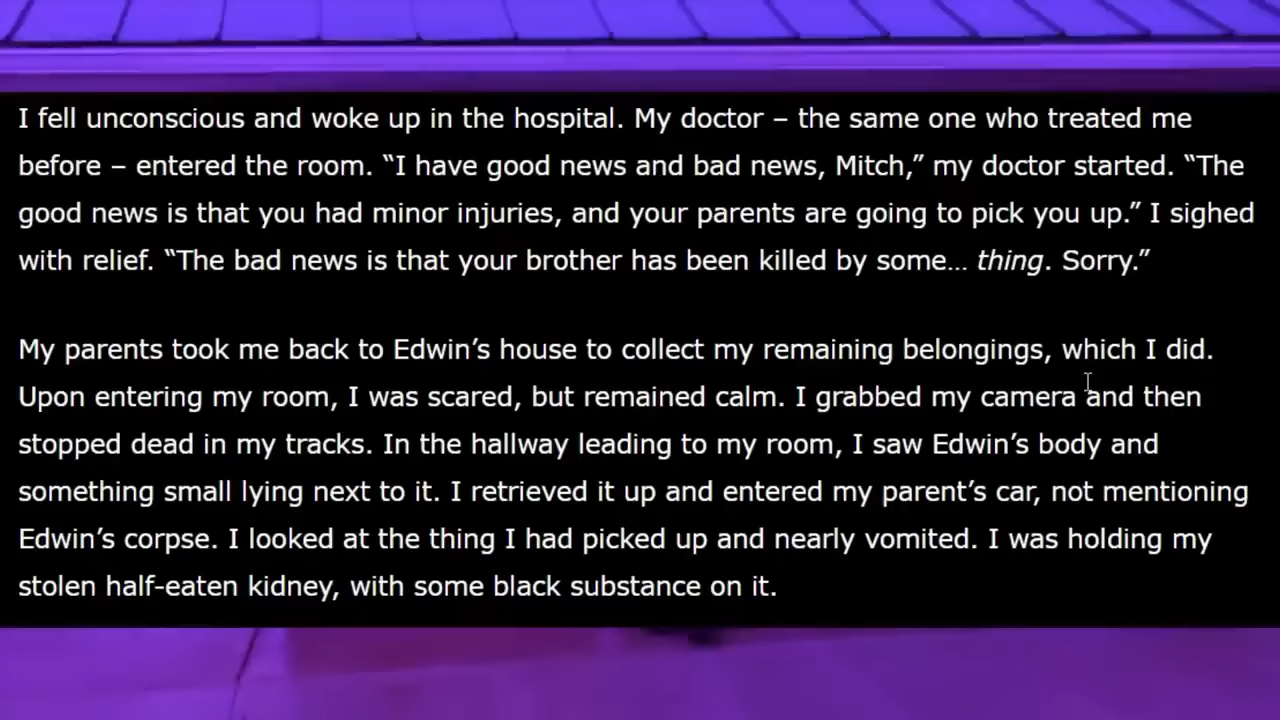 I fell unconscious and woke up in the hospital. My doctor – the same one who treated me
before – entered the room. “I have good news and bad news, Mitch,” my doctor started. “The
good news is that you had minor injuries, and your parents are going to pick you up.” I sighed
with relief. “The bad news is that your brother has been killed by some… thing. Sorry.”
My parents took me back to Edwin’s house to collect my remaining belongings, which I did.
Upon entering my room, I was scared, but remained calm. I grabbed my camera and then
stopped dead in my tracks. In the hallway leading to my room, I saw Edwin’s body and
something small lying next to it. I retrieved it up and entered my parent’s car, not mentioning
Edwin’s corpse. I looked at the thing I had picked up and nearly vomited. I was holding my
stolen half-eaten kidney, with some black substance on it.